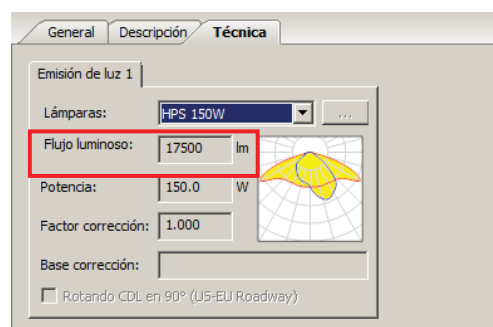 General Descripción Técnica
Emisión de luz 1
Lámparas: HPS 150W ...
Flujo luminoso: 17500 lm
Potencia: 150.0 W
Factor corrección: 1.000
Base corrección:
Rotando CDL en 90° (US-EU Roadway)